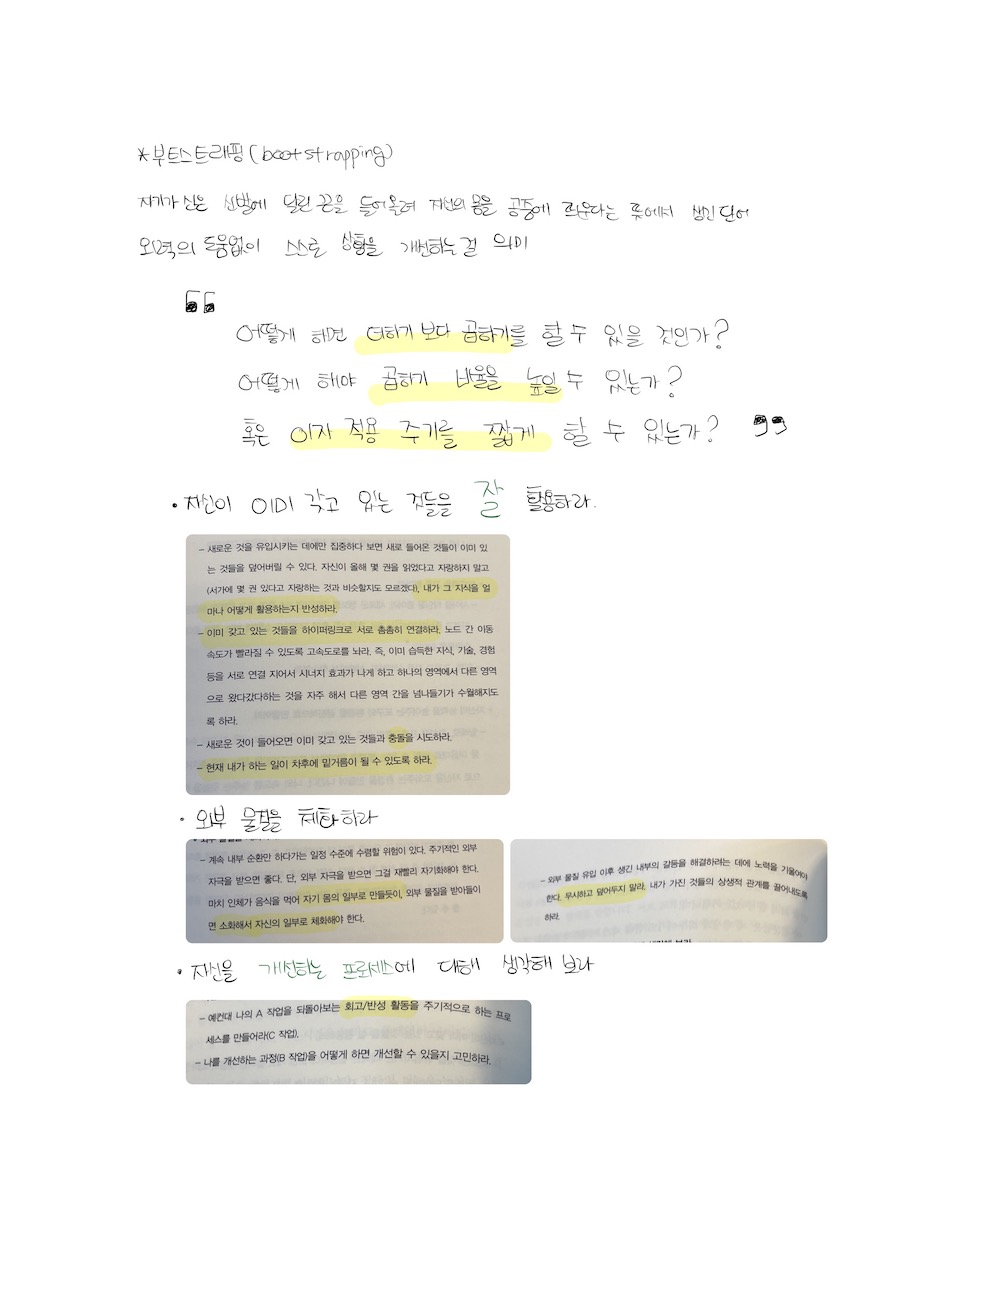 *부트스트래핑(bootstrapping)
자기가 신은 신발에 달린 끈을 들어올려 자신의 몸을 공중에 띄운다는 뜻에서 생긴 단어
외력의 도움없이 스스로 상황을 개선하는걸 의미
“
어떻게 하면 더하기 보다 곱하기를 할 수 있을 것인가?
어떻게 해야 곱하기 비율을 높일 수 있는가?
혹은 이자 적용 주기를 짧게 할 수 있는가? ”
• 자신이 이미 갖고 있는 것들을 잘 활용하라.
– 새로운 것을 유입시키는 데에만 집중하다 보면 새로 들어온 것들이 이미 있
는 것들을 덮어버릴 수 있다. 자신이 올해 몇 권을 읽었다고 자랑하지 말고
(서가에 몇 권 있다고 자랑하는 것과 비슷할지도 모르겠다), 내가 그 지식을 얼
마나 어떻게 활용하는지 반성하라.
– 이미 갖고 있는 것들을 하이퍼링크로 서로 촘촘히 연결하라. 노드 간 이동
속도가 빨라질 수 있도록 고속도로를 놔라. 즉, 이미 습득한 지식, 기술, 경험
등을 서로 연결 지어서 시너지 효과가 나게 하고 하나의 영역에서 다른 영역
으로 왔다갔다하는 것을 자주 해서 다른 영역 간을 넘나들기가 수월해지도
록 하라.
– 새로운 것이 들어오면 이미 갖고 있는 것들과 충돌을 시도하라.
– 현재 내가 하는 일이 차후에 밑거름이 될 수 있도록 하라.
• 외부 물질을 체화하라
– 계속 내부 순환만 하다가는 일정 수준에 수렴할 위험이 있다. 주기적인 외부
자극을 받으면 좋다. 단, 외부 자극을 받으면 그걸 재빨리 자기화해야 한다.
마치 인체가 음식을 먹어 자기 몸의 일부로 만들듯이, 외부 물질을 받아들이
면 소화해서 자신의 일부로 체화해야 한다.
– 외부 물질 유입 이후 생긴 내부의 갈등을 해결하려는 데에 노력을 기울여야
한다. 무시하고 덮어두지 말라. 내가 가진 것들의 상생적 관계를 끌어내도록
하라.
• 자신을 개선하는 프로세스에 대해 생각해 보라
– 예컨대 나의 A 작업을 되돌아보는 회고/반성 활동을 주기적으로 하는 프로
세스를 만들어라(C 작업).
– 나를 개선하는 과정(B 작업)을 어떻게 하면 개선할 수 있을지 고민하라.